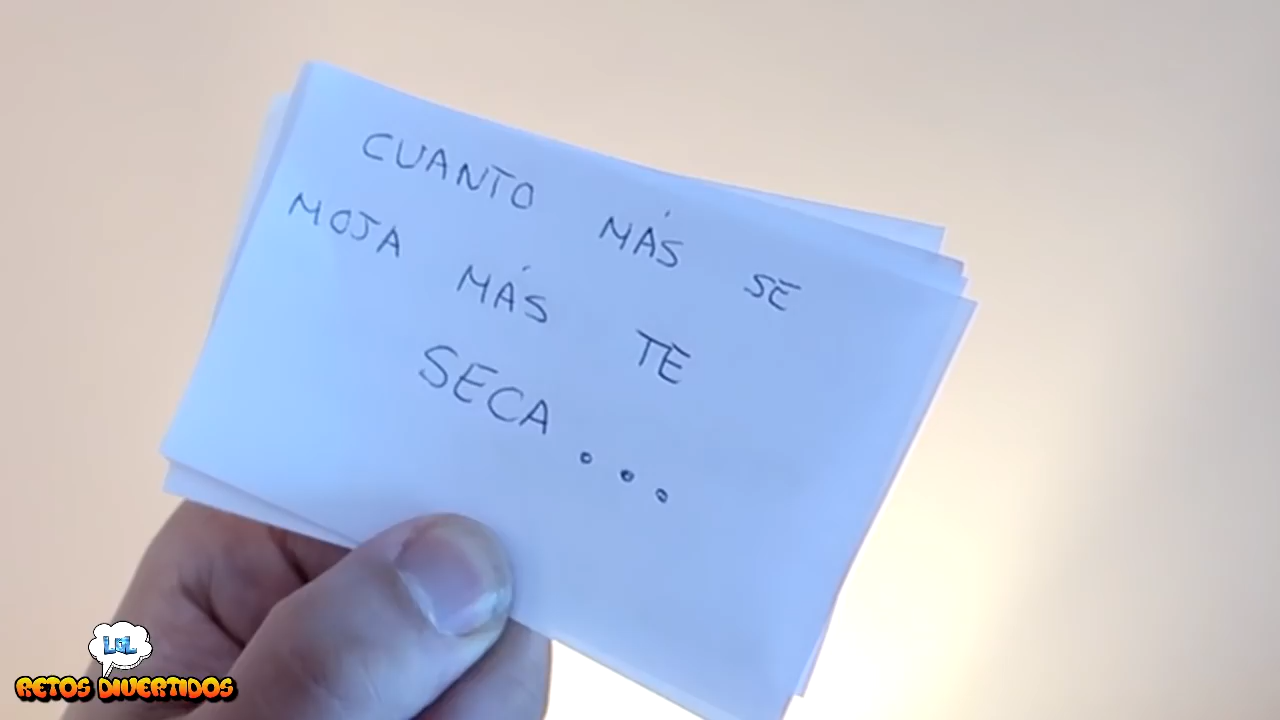 CUANTO MÁS SE
MOJA MÁS TE
SECA...
LOL
RETOS DIVERTIDOS